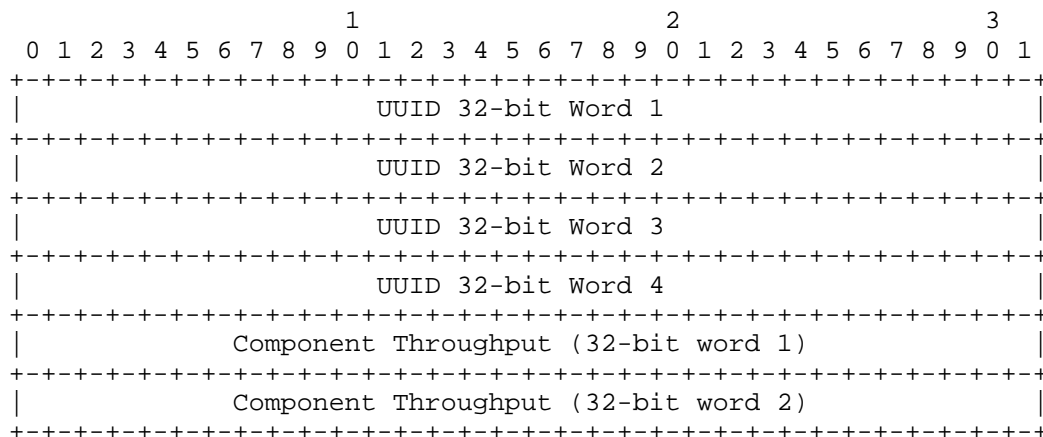 1                   2                   3
 0 1 2 3 4 5 6 7 8 9 0 1 2 3 4 5 6 7 8 9 0 1 2 3 4 5 6 7 8 9 0 1
+-+-+-+-+-+-+-+-+-+-+-+-+-+-+-+-+-+-+-+-+-+-+-+-+-+-+-+-+-+-+-+-+
|                      UUID 32-bit Word 1                       |
+-+-+-+-+-+-+-+-+-+-+-+-+-+-+-+-+-+-+-+-+-+-+-+-+-+-+-+-+-+-+-+-+
|                      UUID 32-bit Word 2                       |
+-+-+-+-+-+-+-+-+-+-+-+-+-+-+-+-+-+-+-+-+-+-+-+-+-+-+-+-+-+-+-+-+
|                      UUID 32-bit Word 3                       |
+-+-+-+-+-+-+-+-+-+-+-+-+-+-+-+-+-+-+-+-+-+-+-+-+-+-+-+-+-+-+-+-+
|                      UUID 32-bit Word 4                       |
+-+-+-+-+-+-+-+-+-+-+-+-+-+-+-+-+-+-+-+-+-+-+-+-+-+-+-+-+-+-+-+-+
|             Component Throughput (32-bit word 1)              |
+-+-+-+-+-+-+-+-+-+-+-+-+-+-+-+-+-+-+-+-+-+-+-+-+-+-+-+-+-+-+-+-+
|             Component Throughput (32-bit word 2)              |
+-+-+-+-+-+-+-+-+-+-+-+-+-+-+-+-+-+-+-+-+-+-+-+-+-+-+-+-+-+-+-+-+